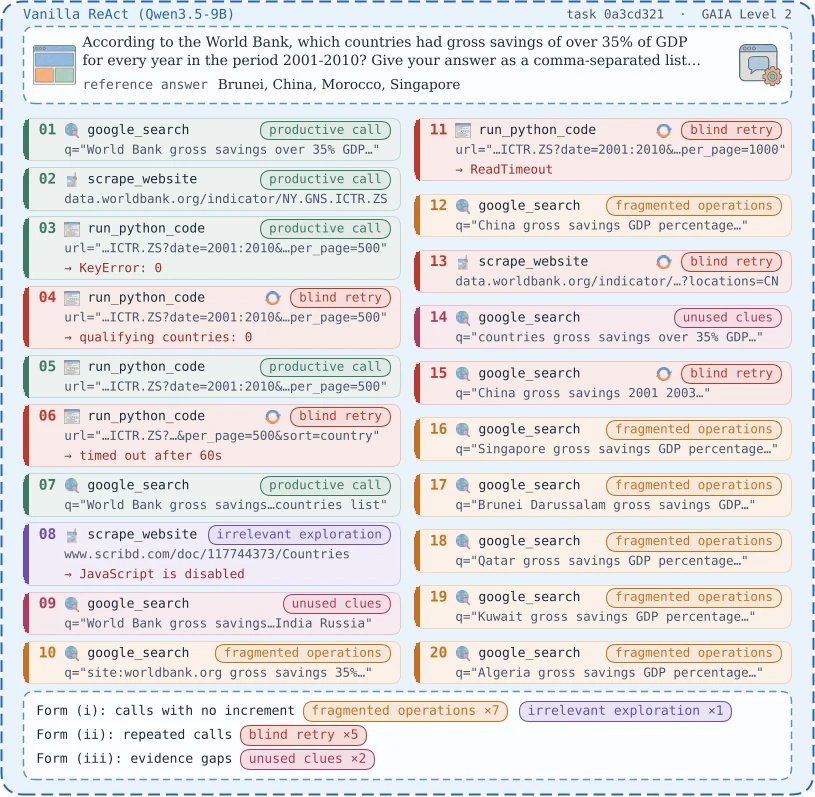 Vanilla ReAct (Qwen3.5-9B)
task 0a3cd321 · GAIA Level 2
According to the World Bank, which countries had gross savings of over 35% of GDP
for every year in the period 2001-2010? Give your answer as a comma-separated list…
reference answer Brunei, China, Morocco, Singapore
01 google_search productive call
q="World Bank gross savings over 35% GDP…"
02 scrape_website productive call
data.worldbank.org/indicator/NY.GNS.ICTR.ZS
03 run_python_code productive call
url="…ICTR.ZS?date=2001:2010&…per_page=500"
→ KeyError: 0
04 run_python_code blind retry
url="…ICTR.ZS?date=2001:2010&…per_page=500"
→ qualifying countries: 0
05 run_python_code productive call
url="…ICTR.ZS?date=2001:2010&…per_page=500"
06 run_python_code blind retry
url="…ICTR.ZS?…&per_page=500&sort=country"
→ timed out after 60s
07 google_search productive call
q="World Bank gross savings…countries list"
08 scrape_website irrelevant exploration
www.scribd.com/doc/117744373/Countries
→ JavaScript is disabled
09 google_search unused clues
q="World Bank gross savings…India Russia"
10 google_search fragmented operations
q="site:worldbank.org gross savings 35%…"
11 run_python_code blind retry
url="…ICTR.ZS?date=2001:2010&…per_page=1000"
→ ReadTimeout
12 google_search fragmented operations
q="China gross savings GDP percentage…"
13 scrape_website blind retry
data.worldbank.org/indicator/…?locations=CN
14 google_search unused clues
q="countries gross savings over 35% GDP…"
15 google_search blind retry
q="China gross savings 2001 2003…"
16 google_search fragmented operations
q="Singapore gross savings GDP percentage…"
17 google_search fragmented operations
q="Brunei Darussalam gross savings GDP…"
18 google_search fragmented operations
q="Qatar gross savings GDP percentage…"
19 google_search fragmented operations
q="Kuwait gross savings GDP percentage…"
20 google_search fragmented operations
q="Algeria gross savings GDP percentage…"
Form (i): calls with no increment fragmented operations ×7 irrelevant exploration ×1
Form (ii): repeated calls blind retry ×5
Form (iii): evidence gaps unused clues ×2